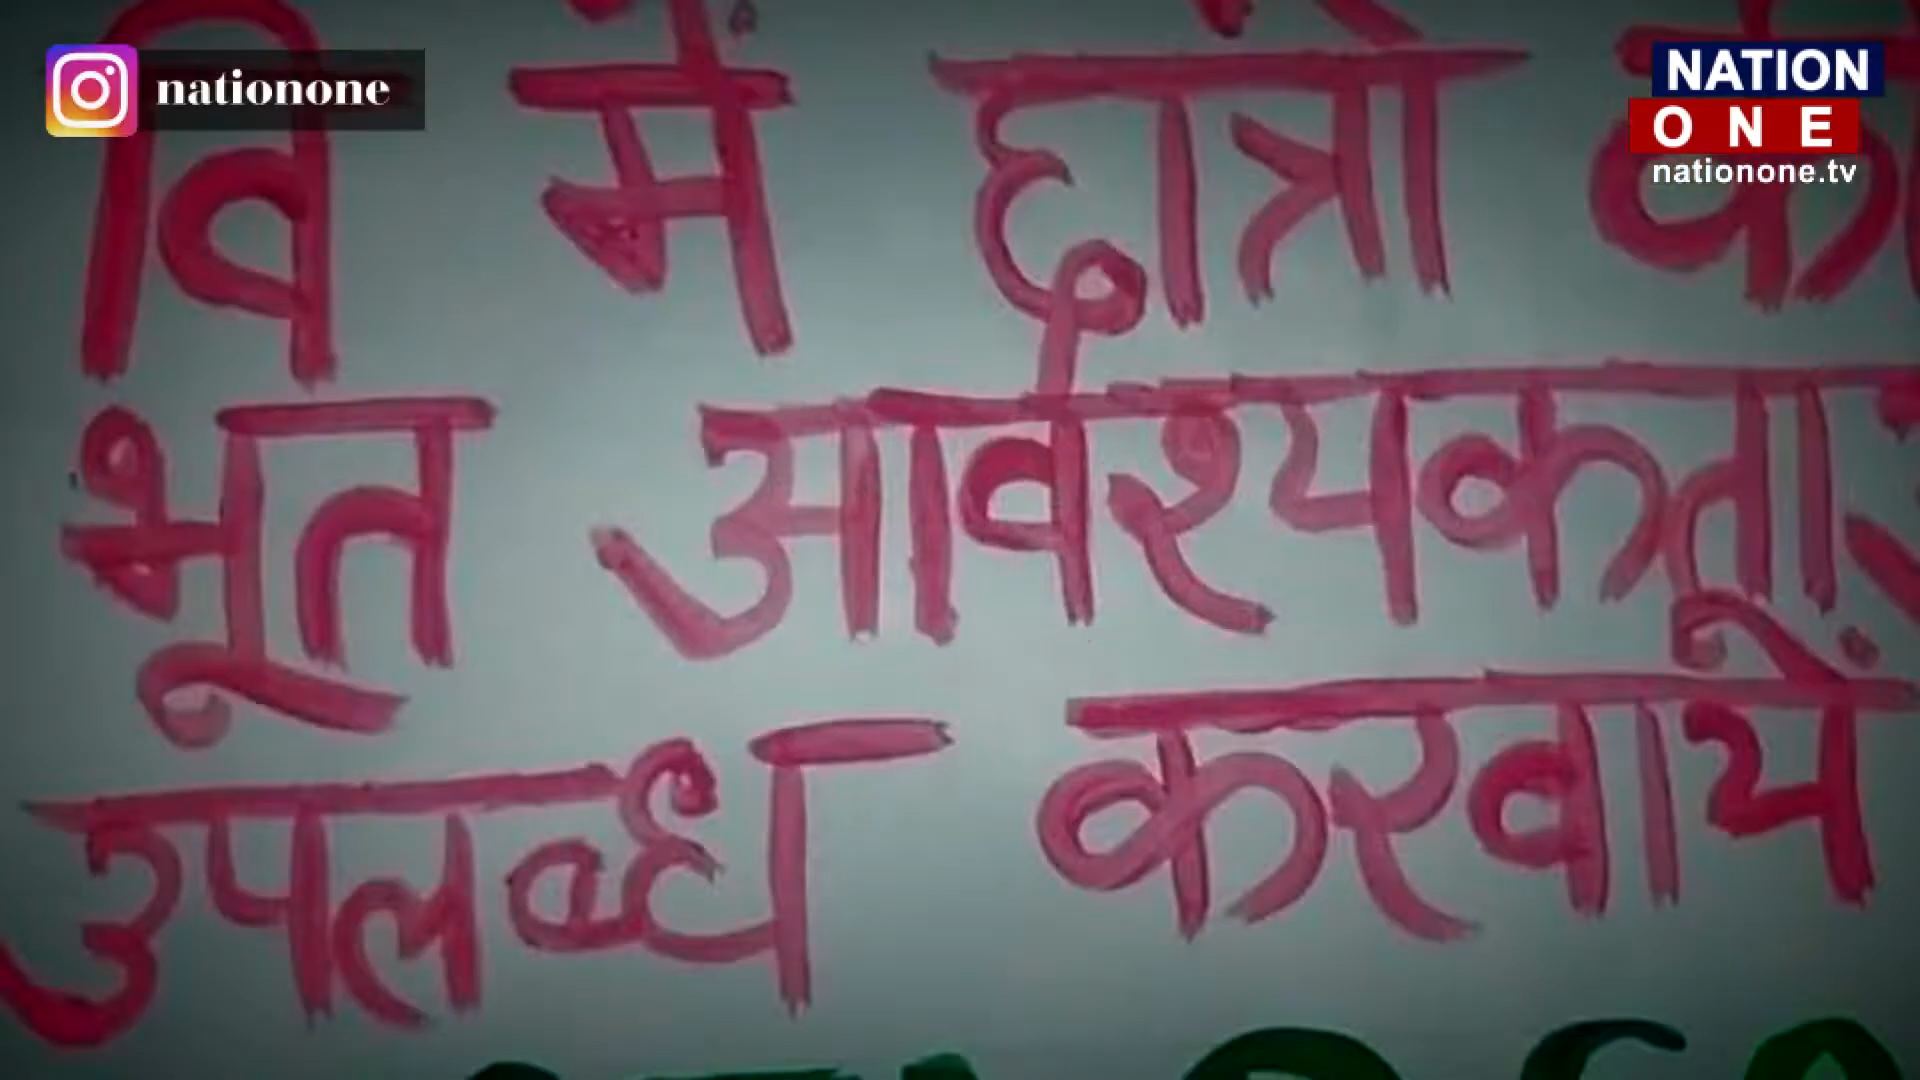 nationone
NATION
ONE
nationone.tv
वि में छात्रों की
भूत आवश्यकता
उपलब्ध करवायें